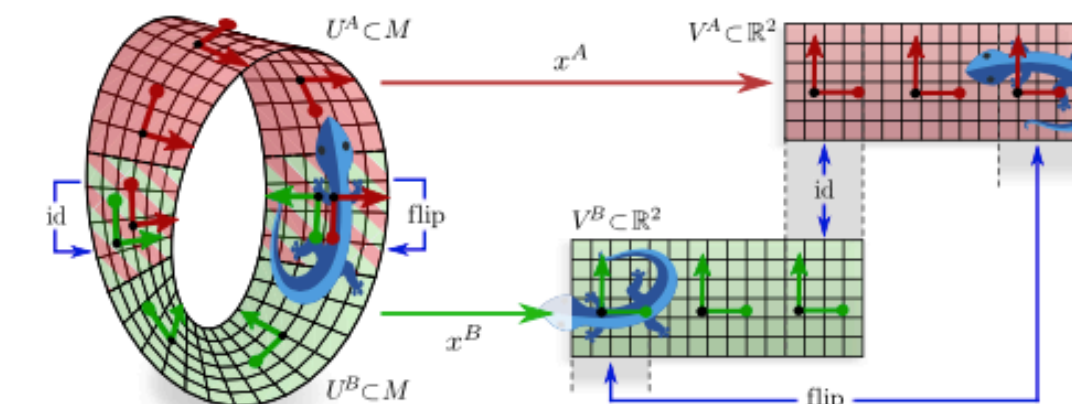 U^A⊂M
V^A⊂ℝ^2
x^A
id
flip
id
V^B⊂ℝ^2
x^B
U^B⊂M
flip